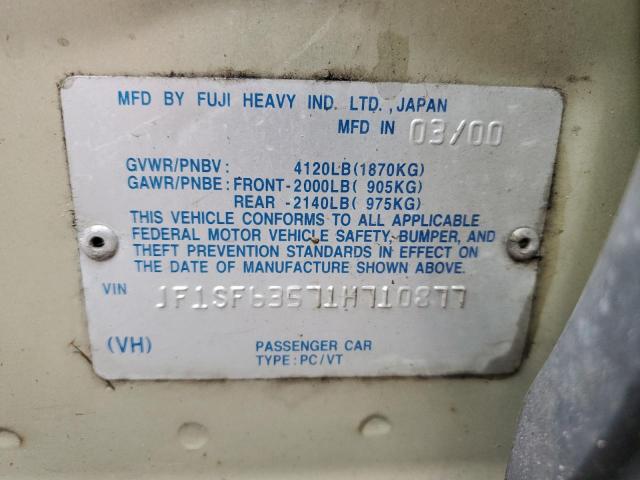 MFD BY FUJI HEAVY IND. LTD., JAPAN
MFD IN 03/00
GVWR/PNBV: 4120LB(1870KG)
GAWR/PNBE: FRONT-2000LB( 905KG)
REAR -2140LB( 975KG)
THIS VEHICLE CONFORMS TO ALL APPLICABLE
FEDERAL MOTOR VEHICLE SAFETY, BUMPER, AND
THEFT PREVENTION STANDARDS IN EFFECT ON
THE DATE OF MANUFACTURE SHOWN ABOVE.
VIN JF1SF63571H710877
(VH) PASSENGER CAR
TYPE: PC/VT